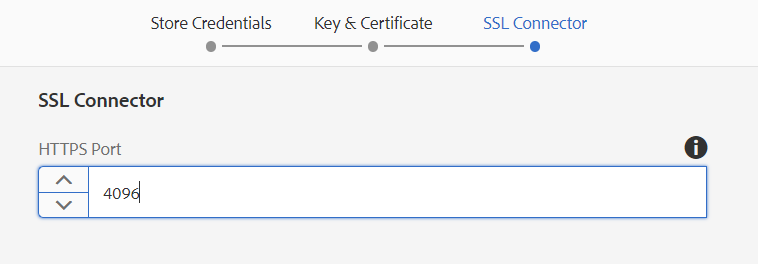 Store Credentials Key & Certificate SSL Connector
SSL Connector
HTTPS Port
4096